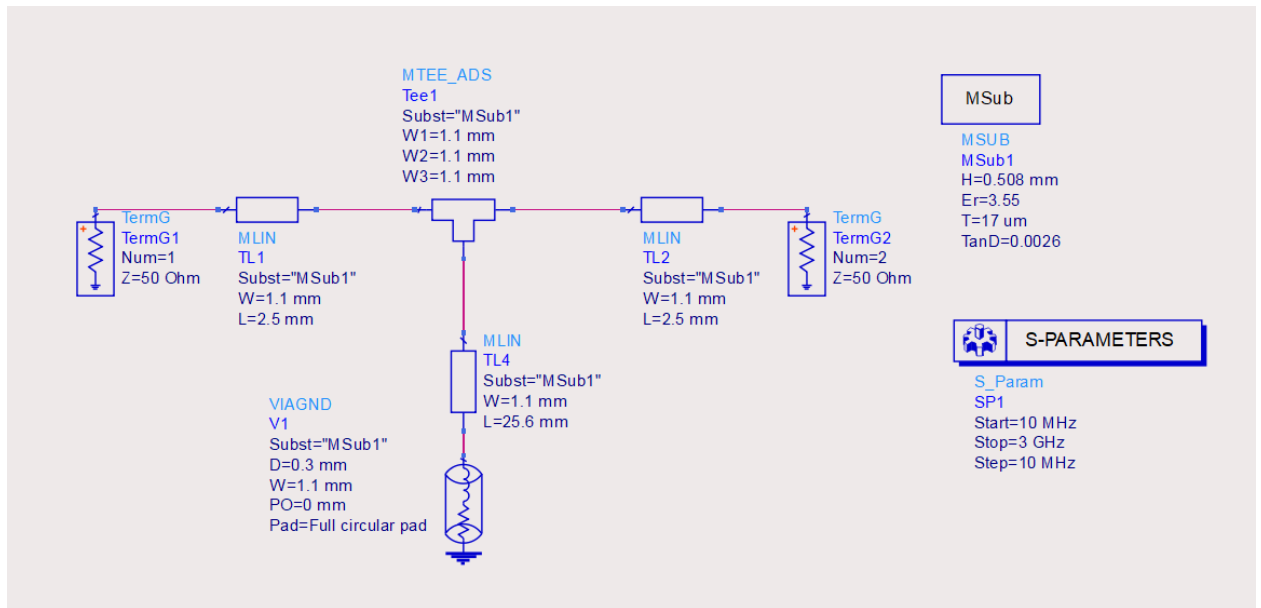 MTEE_ADS
Tee1
Subst="MSub1"
W1=1.1 mm
W2=1.1 mm
W3=1.1 mm
MSub
MSUB
MSub1
H=0.508 mm
Er=3.55
T=17 um
TanD=0.0026
+
TermG
TermG1
Num=1
Z=50 Ohm
MLIN
TL1
Subst="MSub1"
W=1.1 mm
L=2.5 mm
MLIN
TL2
Subst="MSub1"
W=1.1 mm
L=2.5 mm
+
TermG
TermG2
Num=2
Z=50 Ohm
MLIN
TL4
Subst="MSub1"
W=1.1 mm
L=25.6 mm
VIAGND
V1
Subst="MSub1"
D=0.3 mm
W=1.1 mm
PO=0 mm
Pad=Full circular pad
S-PARAMETERS
S_Param
SP1
Start=10 MHz
Stop=3 GHz
Step=10 MHz